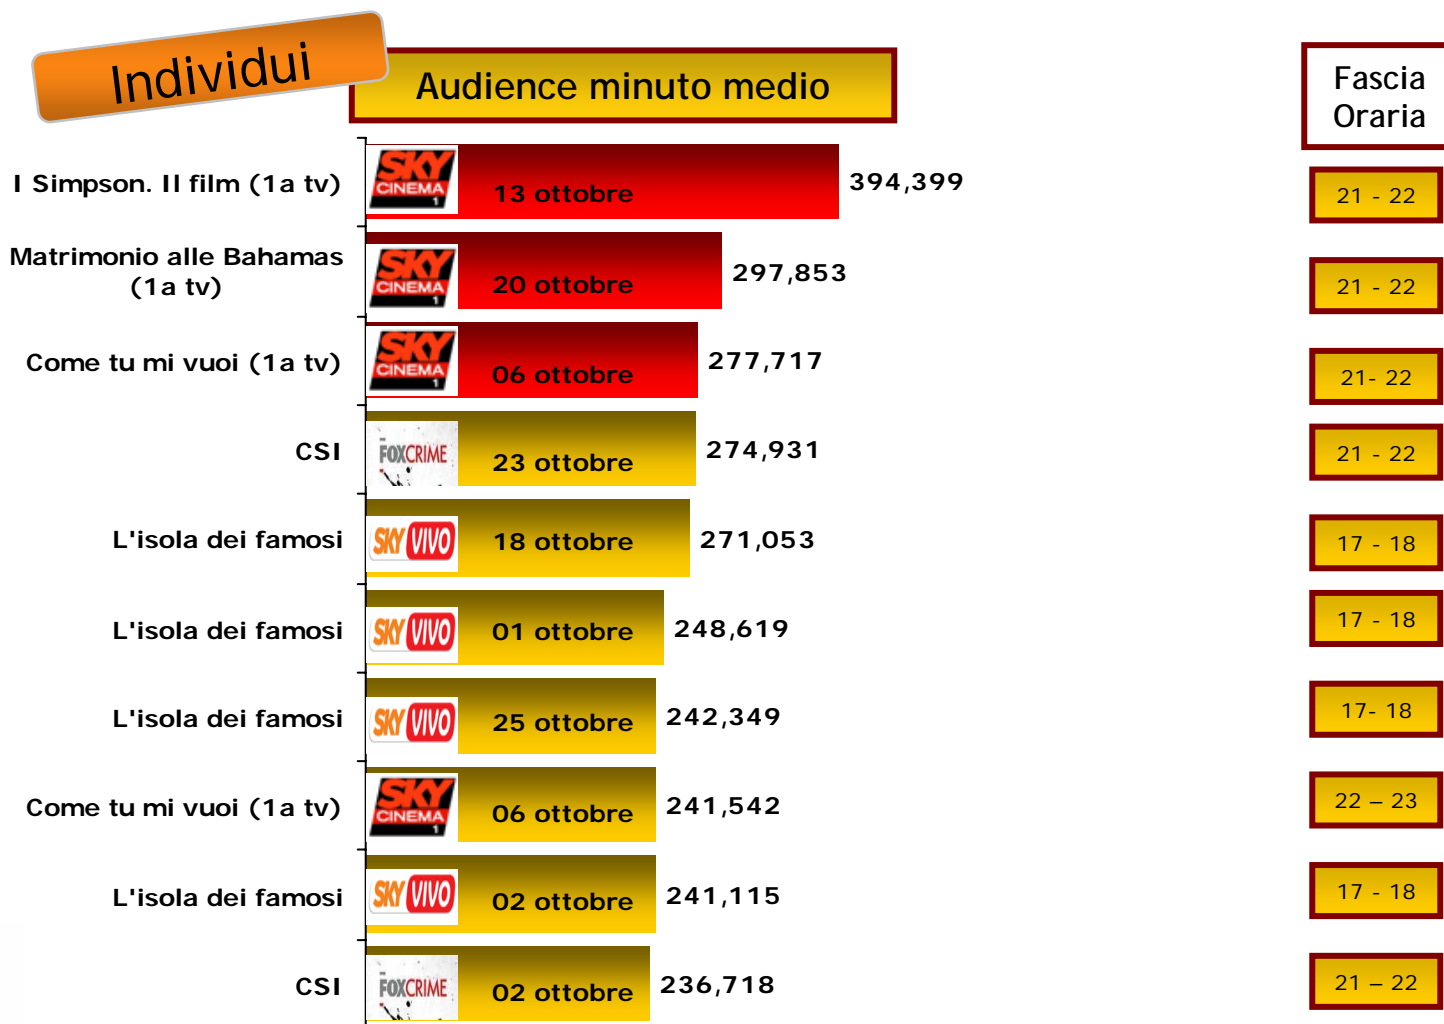 Individui
Audience minuto medio
Fascia
Oraria
I Simpson. Il film (1a tv)
SKY
CINEMA
1
13 ottobre
394,399
21 - 22
Matrimonio alle Bahamas
(1a tv)
SKY
CINEMA
1
20 ottobre
297,853
21 - 22
Come tu mi vuoi (1a tv)
SKY
CINEMA
1
06 ottobre
277,717
21- 22
CSI
FOXCRIME
23 ottobre
274,931
21 - 22
L'isola dei famosi
SKY VIVO
18 ottobre
271,053
17 - 18
L'isola dei famosi
SKY VIVO
01 ottobre
248,619
17 - 18
L'isola dei famosi
SKY VIVO
25 ottobre
242,349
17- 18
Come tu mi vuoi (1a tv)
SKY
CINEMA
1
06 ottobre
241,542
22 – 23
L'isola dei famosi
SKY VIVO
02 ottobre
241,115
17 - 18
CSI
FOXCRIME
02 ottobre
236,718
21 – 22